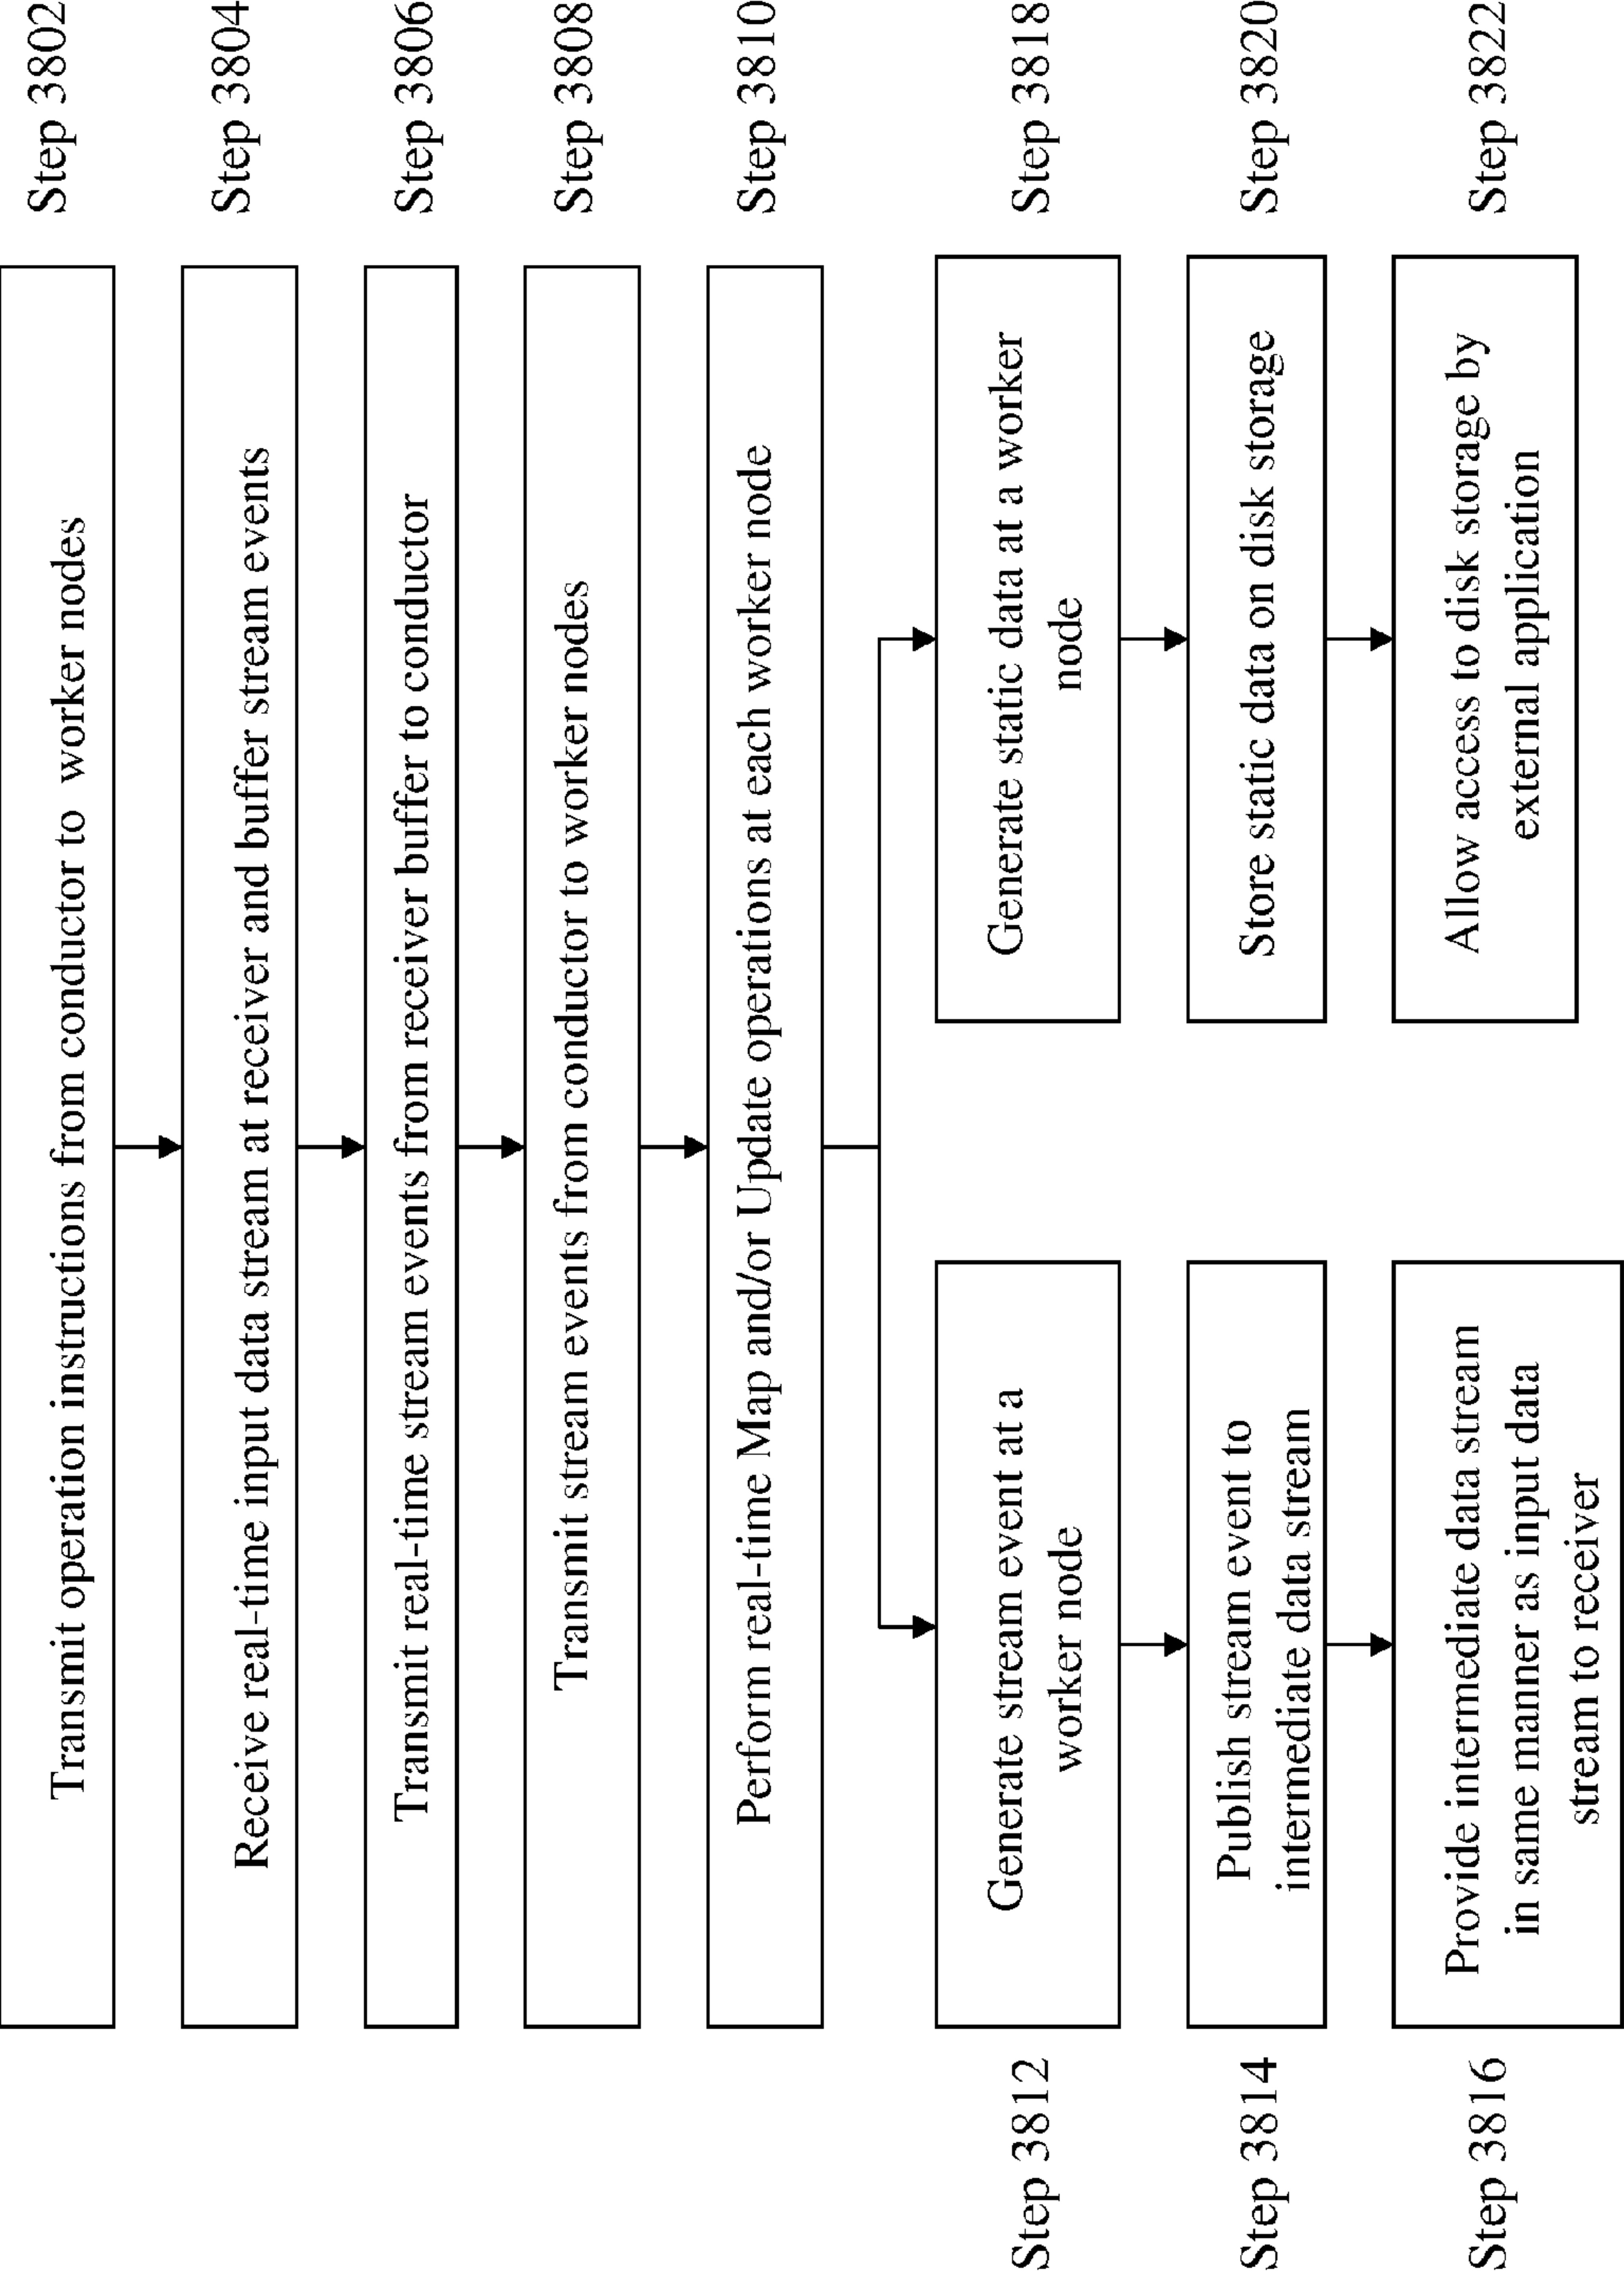 Transmit operation instructions from conductor to worker nodes
Step 3802
Receive real-time input data stream at receiver and buffer stream events
Step 3804
Transmit real-time stream events from receiver buffer to conductor
Step 3806
Transmit stream events from conductor to worker nodes
Step 3808
Perform real-time Map and/or Update operations at each worker node
Step 3810
Step 3812
Generate stream event at a
worker node
Step 3814
Publish stream event to
intermediate data stream
Step 3816
Provide intermediate data stream
in same manner as input data
stream to receiver
Generate static data at a worker
node
Step 3818
Store static data on disk storage
Step 3820
Allow access to disk storage by
external application
Step 3822